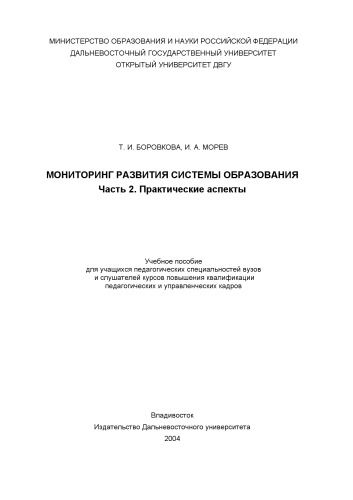 МИНИСТЕРСТВО ОБРАЗОВАНИЯ И НАУКИ РОССИЙСКОЙ ФЕДЕРАЦИИ
ДАЛЬНЕВОСТОЧНЫЙ ГОСУДАРСТВЕННЫЙ УНИВЕРСИТЕТ
ОТКРЫТЫЙ УНИВЕРСИТЕТ ДВГУ
Т. И. БОРОВКОВА, И. А. МОРЕВ
МОНИТОРИНГ РАЗВИТИЯ СИСТЕМЫ ОБРАЗОВАНИЯ
Часть 2. Практические аспекты
Учебное пособие
для учащихся педагогических специальностей вузов
и слушателей курсов повышения квалификации
педагогических и управленческих кадров
Владивосток
Издательство Дальневосточного университета
2004